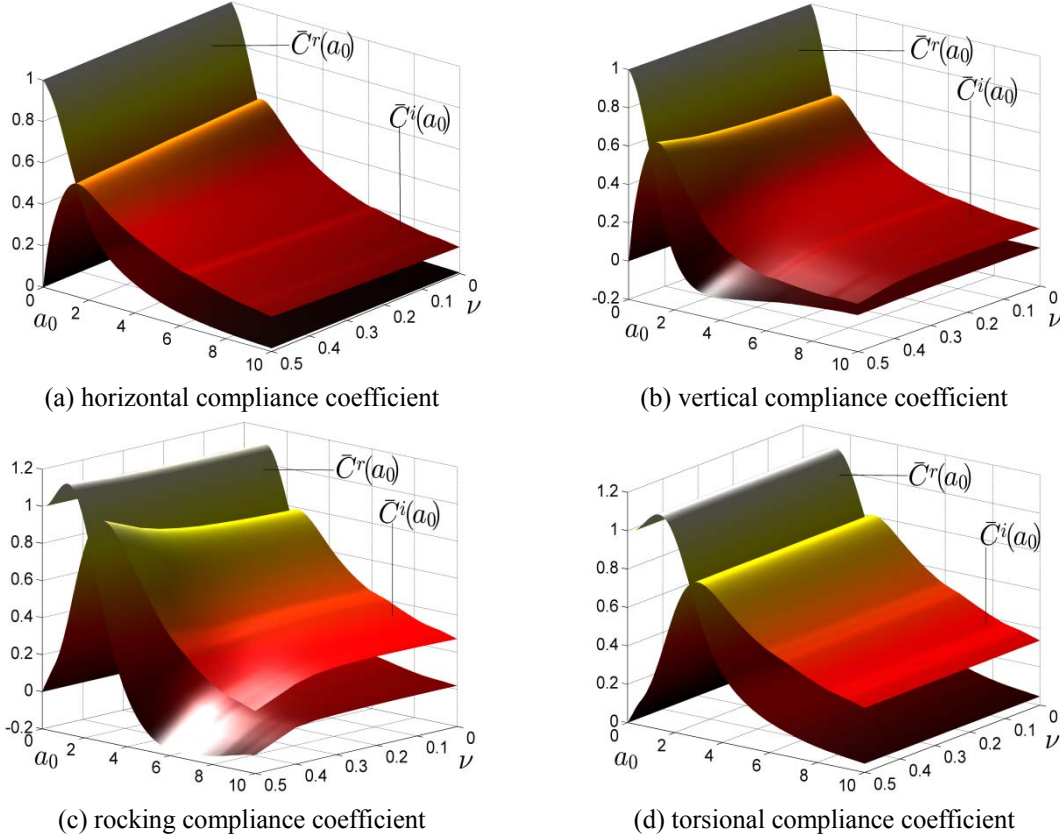 C̄ʳ(a₀)
C̄ⁱ(a₀)
1
0.8
0.6
0.4
0.2
0
0 2 4 6 8 10
a₀
0.5 0.4 0.3 0.2 0.1 0
ν
(a) horizontal compliance coefficient
C̄ʳ(a₀)
C̄ⁱ(a₀)
1
0.8
0.6
0.4
0.2
0
-0.2
0 2 4 6 8 10
a₀
0.5 0.4 0.3 0.2 0.1 0
ν
(b) vertical compliance coefficient
C̄ʳ(a₀)
C̄ⁱ(a₀)
1.2
1
0.8
0.6
0.4
0.2
0
-0.2
0 2 4 6 8 10
a₀
0.5 0.4 0.3 0.2 0.1 0
ν
(c) rocking compliance coefficient
C̄ʳ(a₀)
C̄ⁱ(a₀)
1.2
1
0.8
0.6
0.4
0.2
0
0 2 4 6 8 10
a₀
0.5 0.4 0.3 0.2 0.1 0
ν
(d) torsional compliance coefficient